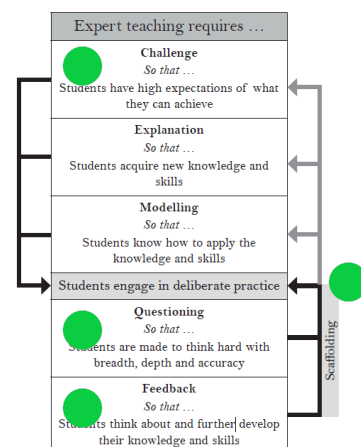 Expert teaching requires …
Challenge
So that …
Students have high expectations of what
they can achieve
Explanation
So that …
Students acquire new knowledge and
skills
Modelling
So that …
Students know how to apply the
knowledge and skills
Students engage in deliberate practice
Questioning
So that …
Students are made to think hard with
breadth, depth and accuracy
Feedback
So that …
Students think about and further develop
their knowledge and skills
Scaffolding